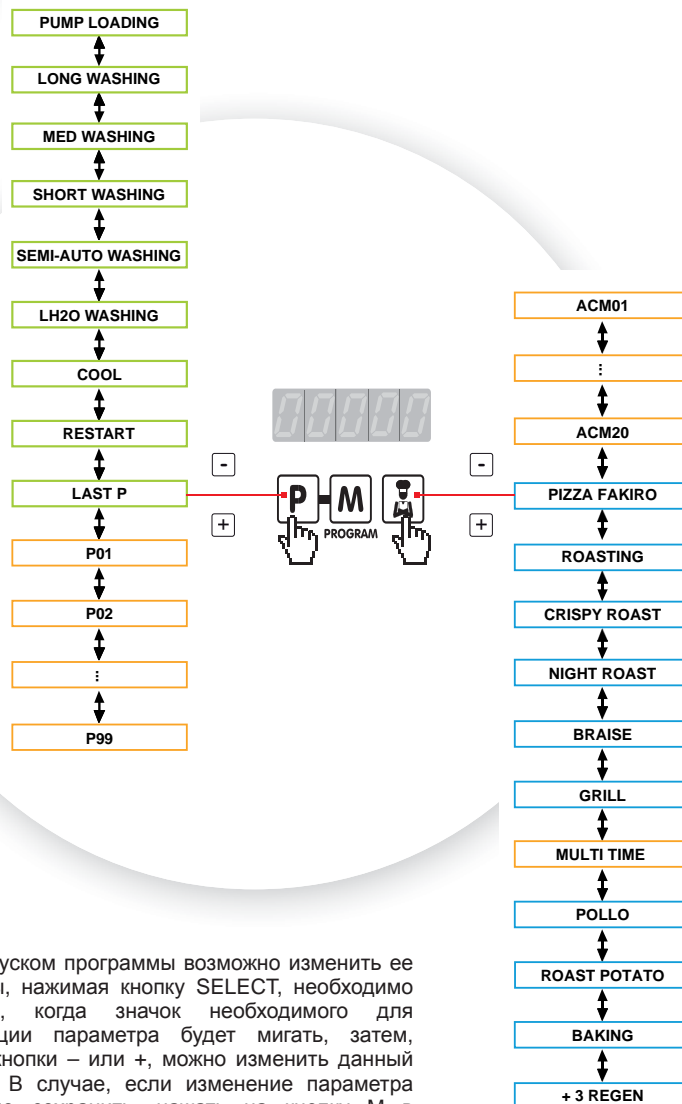 PUMP LOADING
LONG WASHING
MED WASHING
SHORT WASHING
SEMI-AUTO WASHING
LH2O WASHING
COOL
RESTART
LAST P
P01
P02
...
P99
00000
-
+
P-M
PROGRAM
-
+
ACM01
...
ACM20
PIZZA FAKIRO
ROASTING
CRISPY ROAST
NIGHT ROAST
BRAISE
GRILL
MULTI TIME
POLLO
ROAST POTATO
BAKING
+ 3 REGEN
программы возможно изменить ее
нажимая кнопку SELECT, необходимо
когда значок необходимого для
параметра будет мигать, затем,
кнопки – или +, можно изменить данный
В случае, если изменение параметра